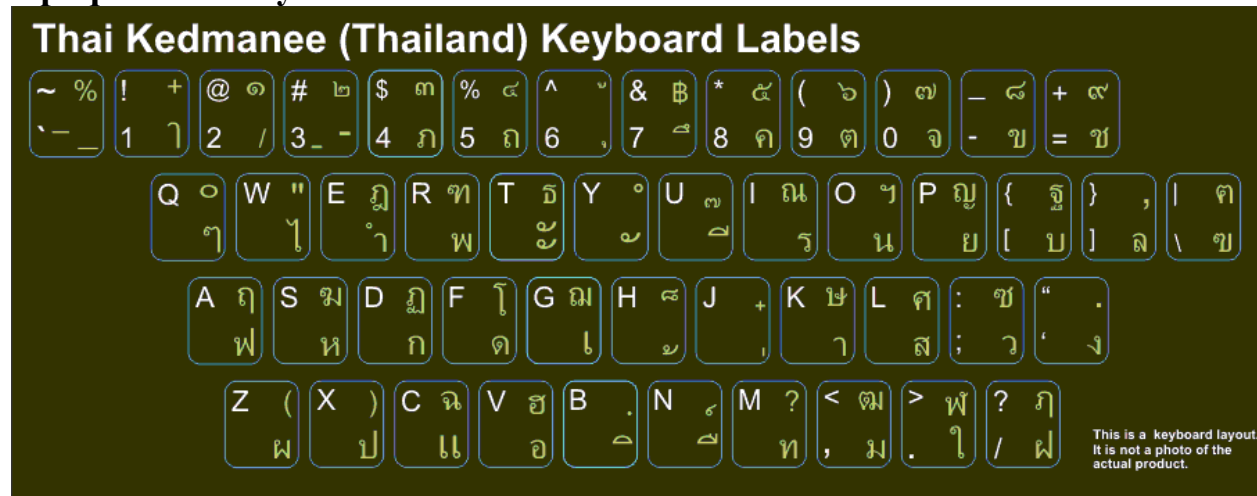 Thai Kedmanee (Thailand) Keyboard Labels
~ % ! + @ ๑ # ๒ $ ๓ % ๔ ^ ู & ฿ * ๕ ( ๖ ) ๗ _ ๘ + ๙
` _ 1 ๅ 2 / 3 _ - 4 ภ 5 ถ 6 ุ 7 ึ 8 ค 9 ต 0 จ - ข = ช
Q ๐ W " E ฎ R ฑ T ธ Y ํ U ๊ I ณ O ฯ P ญ { ฐ } , | ฅ
ๆ ไ ำ พ ะ ั ี ร น ย [ บ ] ล \ ฃ
A ฤ S ฆ D ฏ F โ G ฌ H ็ J ๋ K ษ L ศ : ซ “ .
ฟ ห ก ด เ ้ ่ า ส ; ว ‘ ง
Z ( X ) C ฉ V ฮ B . N ์ M ? < ฒ > ฬ ? ฦ
ผ ป แ อ ิ ื ท , ม . ใ / ฝ
This is a keyboard layout.
It is not a photo of the
actual product.